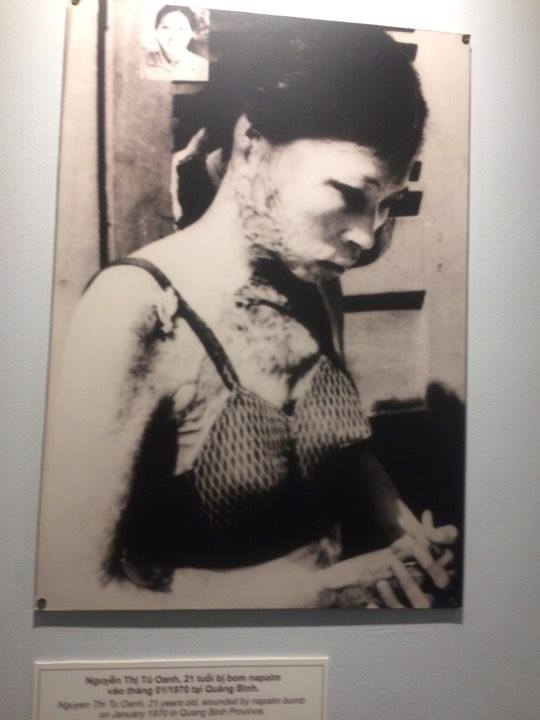 Nguyễn Thị Tú Oanh, 21 tuổi bị bom napalm
vào tháng 01/1970 tại Quảng Bình.
Nguyen Thi Tu Oanh, 21 years old, wounded by napalm bomb
on January 1970 in Quang Binh Province.